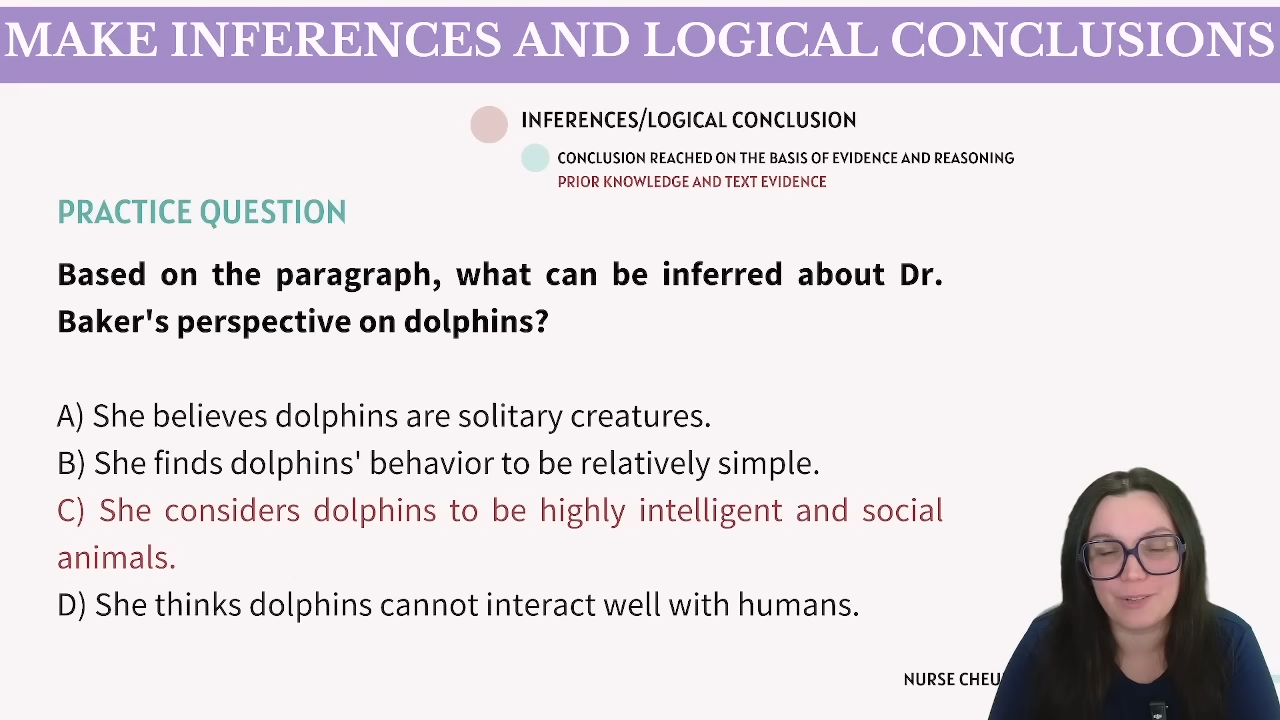 MAKE INFERENCES AND LOGICAL CONCLUSIONS
INFERENCES/LOGICAL CONCLUSION
CONCLUSION REACHED ON THE BASIS OF EVIDENCE AND REASONING
PRIOR KNOWLEDGE AND TEXT EVIDENCE
PRACTICE QUESTION
Based on the paragraph, what can be inferred about Dr.
Baker's perspective on dolphins?
A) She believes dolphins are solitary creatures.
B) She finds dolphins' behavior to be relatively simple.
C) She considers dolphins to be highly intelligent and social
animals.
D) She thinks dolphins cannot interact well with humans.
NURSE